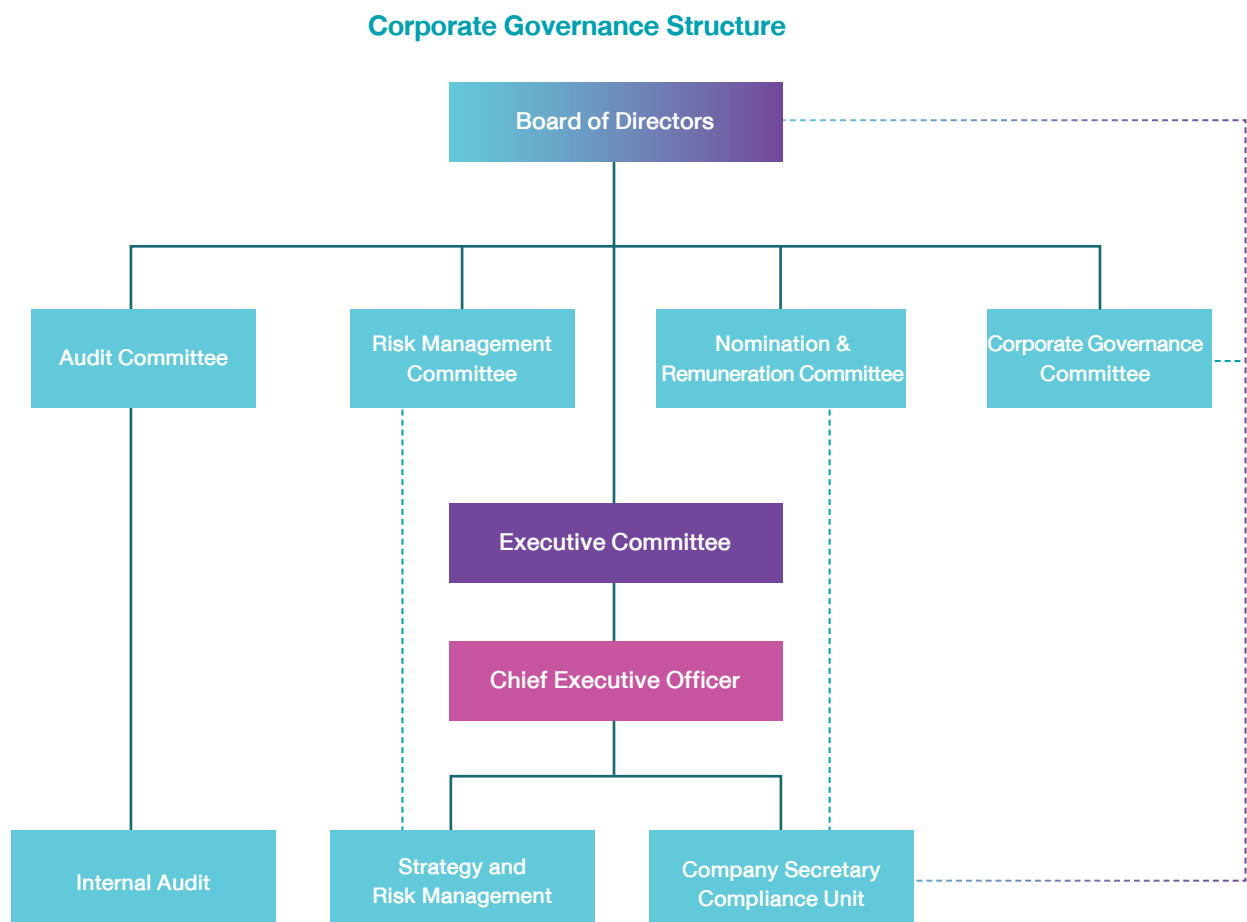 Corporate Governance Structure
Board of Directors
Audit Committee
Risk Management
Committee
Nomination &
Remuneration Committee
Corporate Governance
Committee
Executive Committee
Chief Executive Officer
Internal Audit
Strategy and
Risk Management
Company Secretary
Compliance Unit